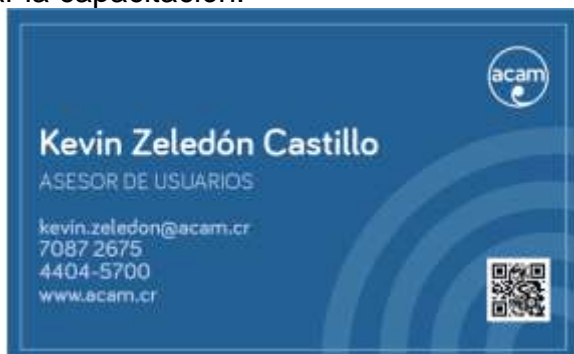 la capacitación.
acam
Kevin Zeledón Castillo
ASESOR DE USUARIOS
kevin.zeledon@acam.cr
7087 2675
4404-5700
www.acam.cr